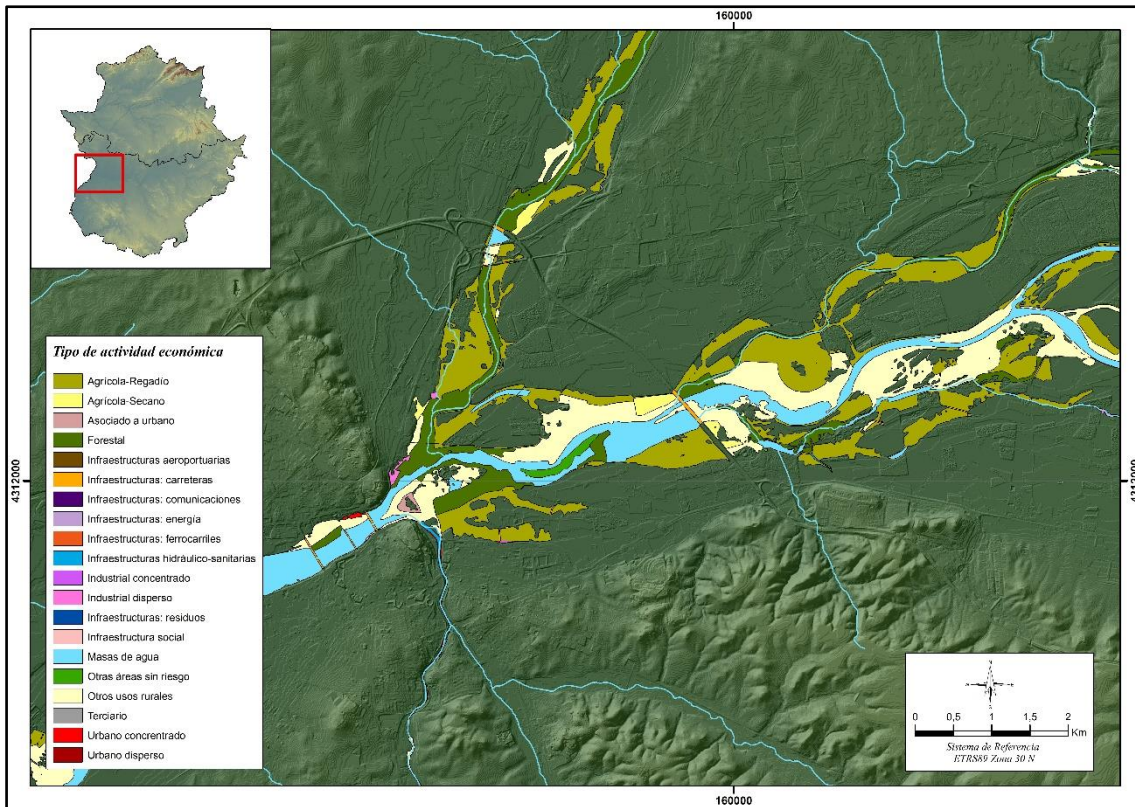 160000
Tipo de actividad económica
Agrícola-Regadío
Agrícola-Secano
Asociado a urbano
Forestal
Infraestructuras aeroportuarias
Infraestructuras: carreteras
Infraestructuras: comunicaciones
Infraestructuras: energía
Infraestructuras: ferrocarriles
Infraestructuras hidráulico-sanitarias
Industrial concentrado
Industrial disperso
Infraestructuras: residuos
Infraestructura social
Masas de agua
Otras áreas sin riesgo
Otros usos rurales
Terciario
Urbano concrentrado
Urbano disperso
4312000
4312000
0 0,5 1 2
Km
Sistema de Referencia
ETRS89 Zona 30 N
160000